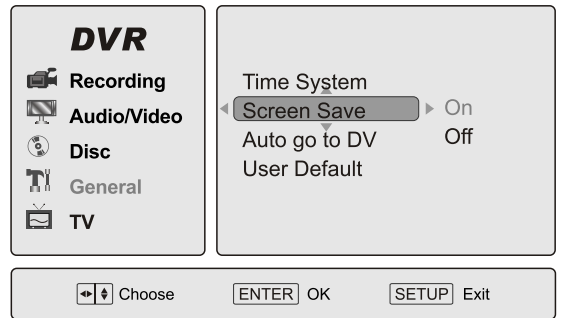 DVR
Recording
Audio/Video
Disc
General
TV
Time System
Screen Save
On
Auto go to DV
Off
User Default
Choose
ENTER OK
SETUP Exit